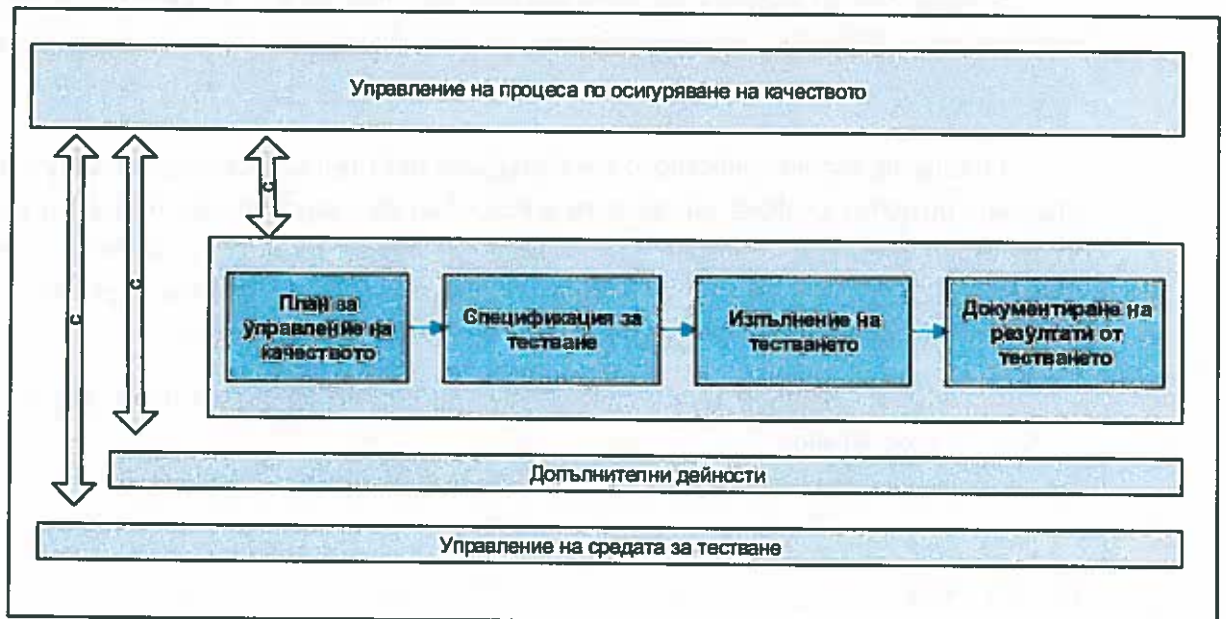 Управление на процеса по осигуряване на качеството
с
с
с
План за
управление на
качеството
Спецификация за
тестване
Изпълнение на
тестването
Документиране на
резултати от
тестването
Допълнителни дейности
Управление на средата за тестване